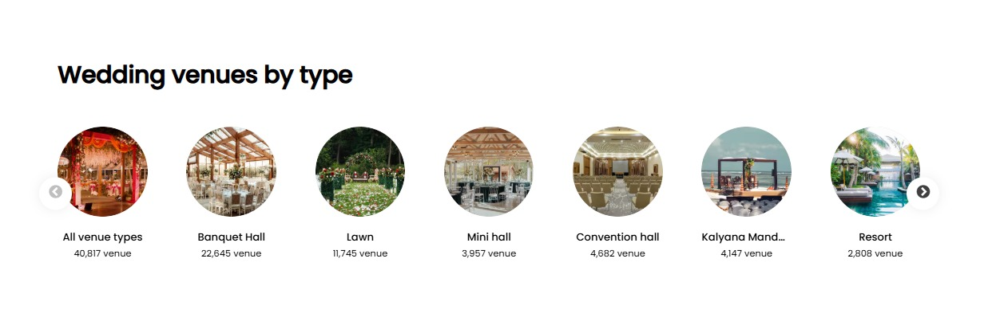 Wedding venues by type
All venue types
40,817 venue
Banquet Hall
22,645 venue
Lawn
11,745 venue
Mini hall
3,957 venue
Convention hall
4,682 venue
Kalyana Mand...
4,147 venue
Resort
2,808 venue